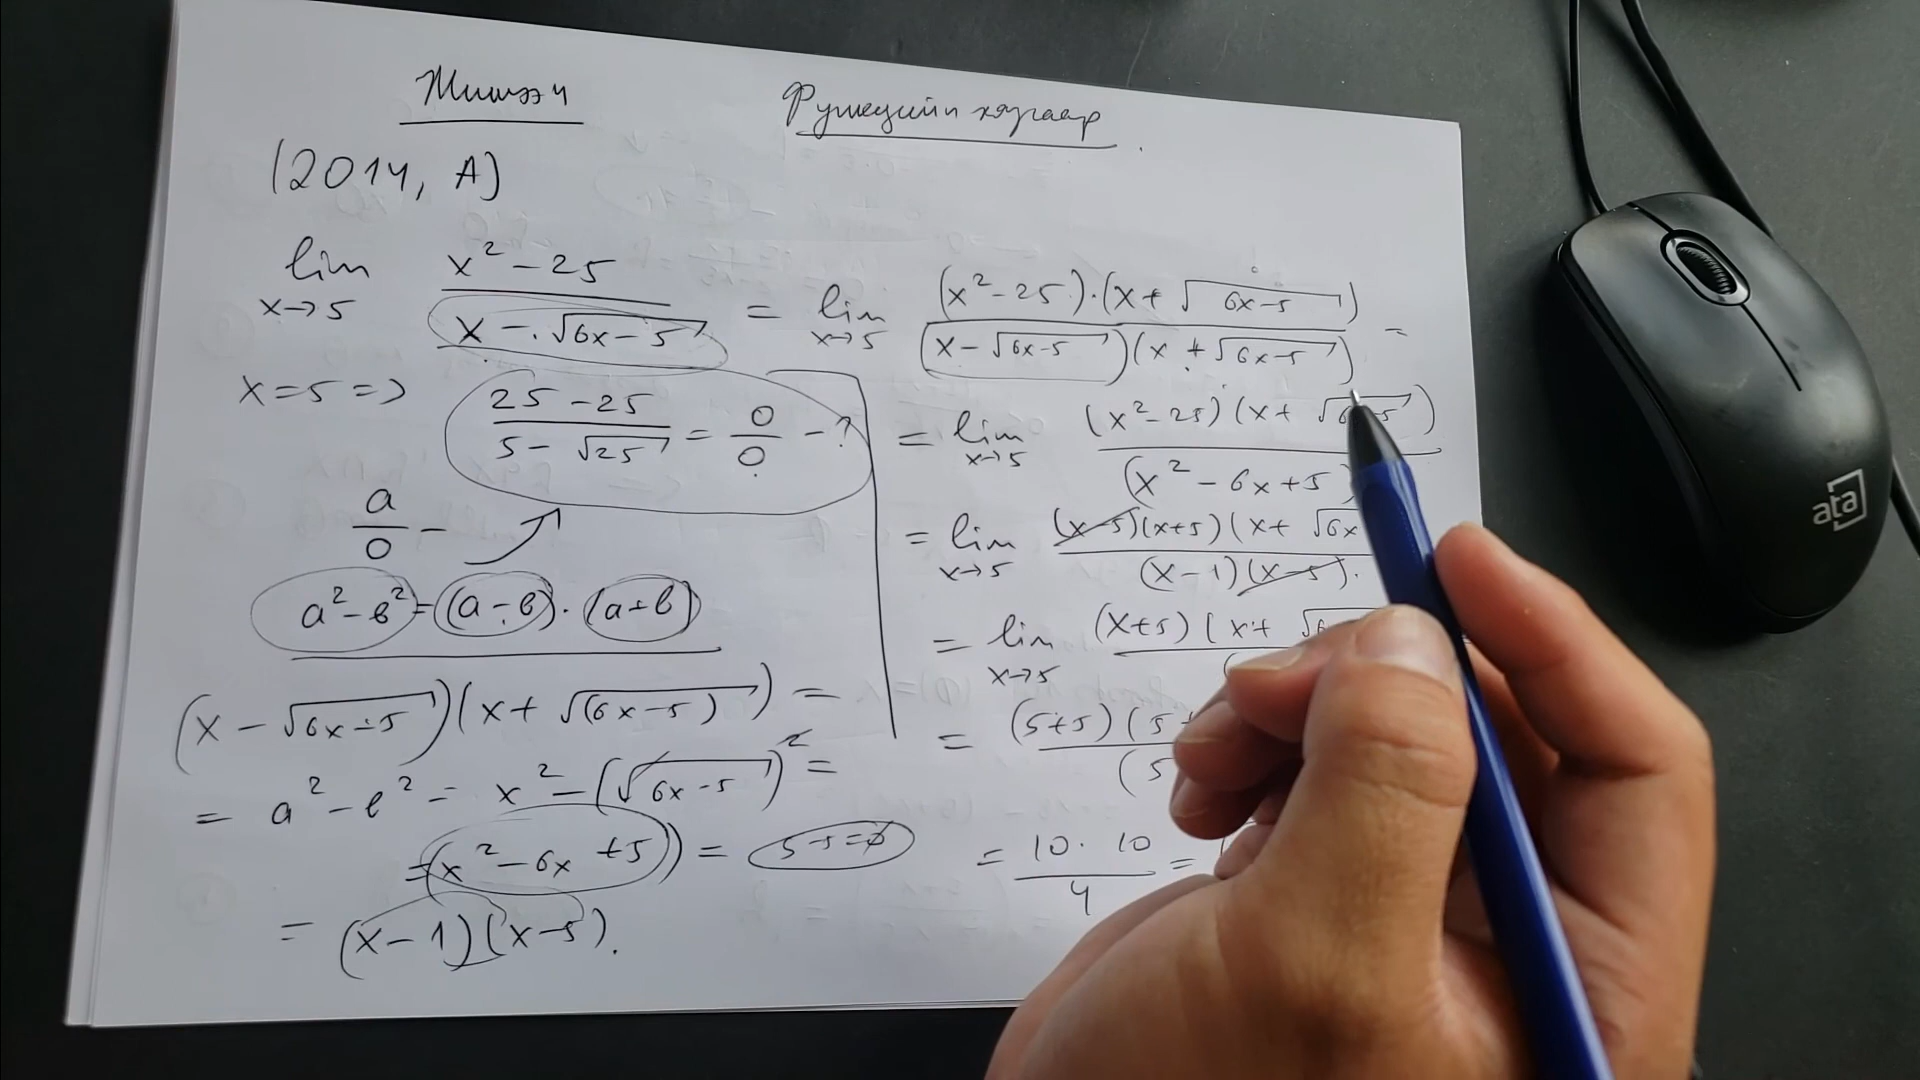 Жишээ 4
Функцийн хязгаар
(2014, A)
lim x→5 (x² - 25) / (x - √(6x-5)) = lim x→5 (x²-25)·(x+√(6x-5)) / (x-√(6x-5))(x+√(6x-5)) =
x=5 => (25-25) / (5-√25) = 0/0 - ?
a/0 -
a² - b² = (a-b)·(a+b)
(x - √(6x-5))(x+√(6x-5)) =
= a² - b² = x² - (√(6x-5))² =
= (x² - 6x + 5)) = 5-5=0
= (x-1)(x-5).
= lim x→5 (x²-25)(x+√(6x-5)) / (x² - 6x + 5)
= lim x→5 (x-5)(x+5)(x+√6x / (x-1)(x-5).
= lim x→5 (x+5)(x+√6 / (
= (5+5)(5+ / (5
= 10·10 / 4 = (
ata